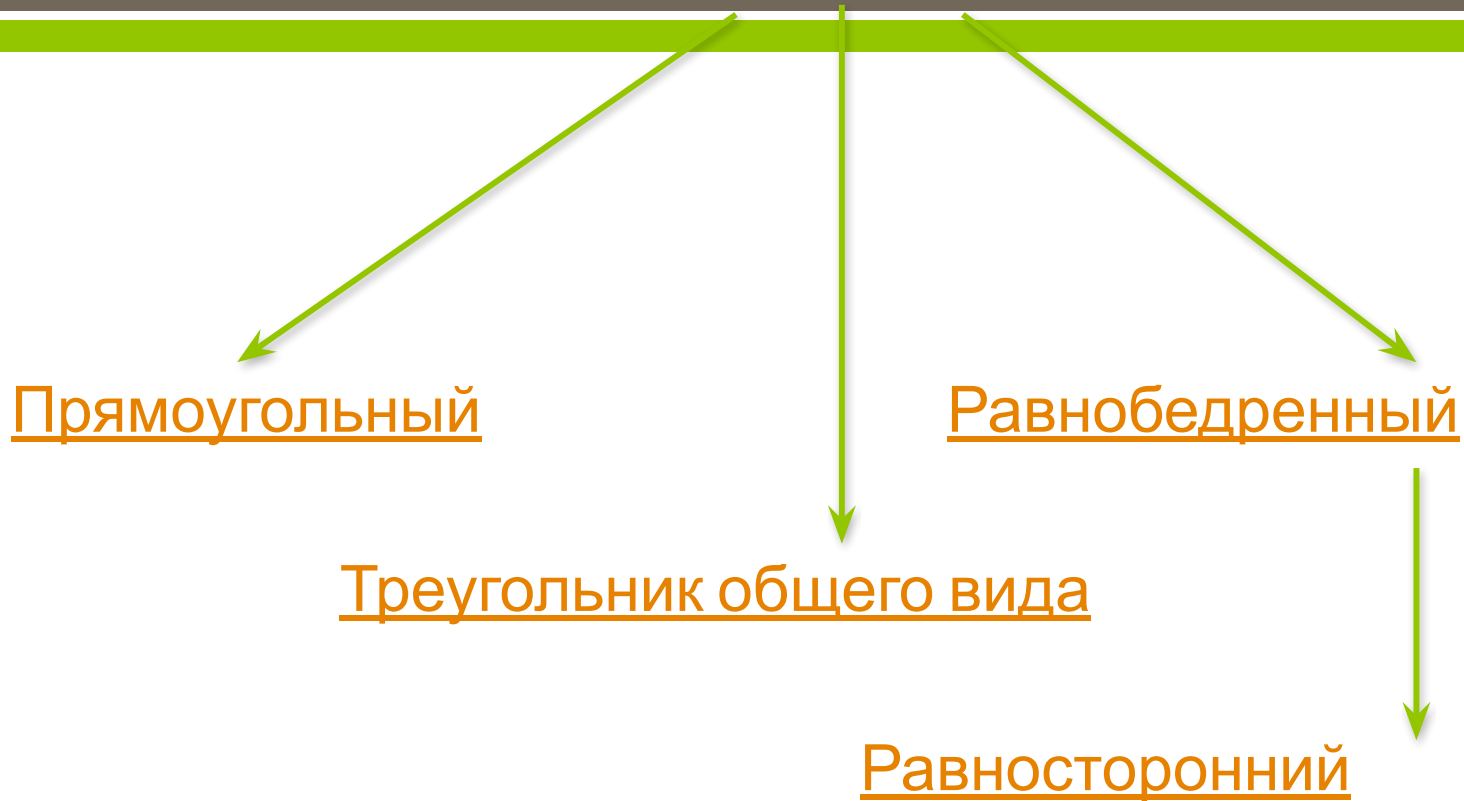 Прямоугольный
Равнобедренный
Треугольник общего вида
Равносторонний